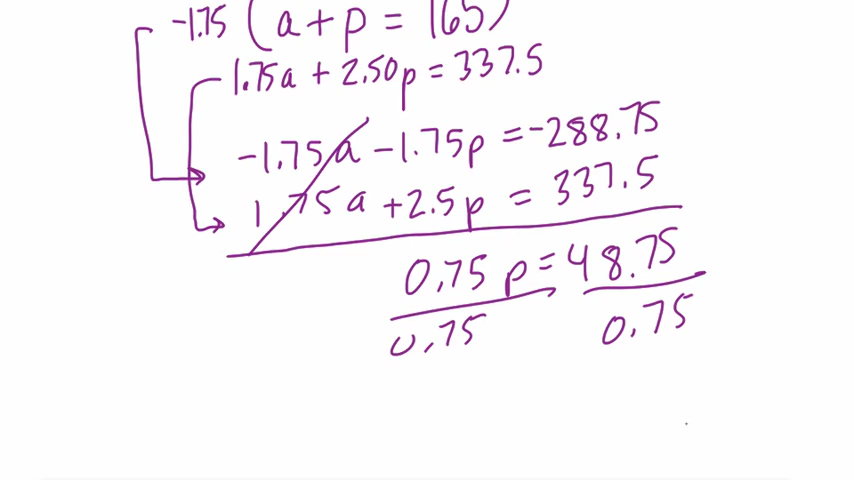 -1.75 (a + p = 165)
1.75a + 2.50p = 337.5
-1.75a - 1.75p = -288.75
1.75a + 2.5p = 337.5
0.75p = 48.75
0.75 0.75